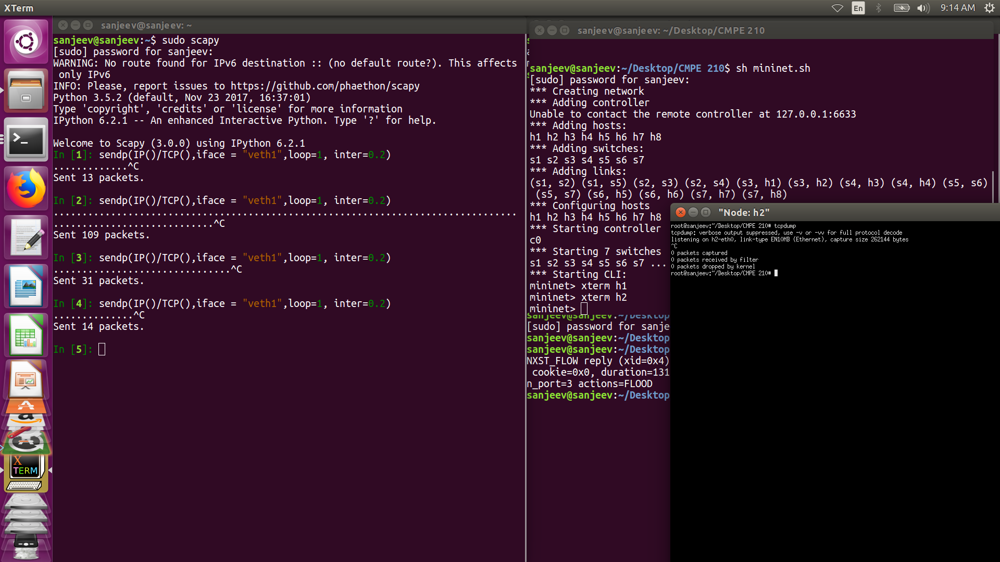 XTerm
En
9:14 AM
sanjeev@sanjeev: ~
sanjeev@sanjeev:~$ sudo scapy
[sudo] password for sanjeev:
WARNING: No route found for IPv6 destination :: (no default route?). This affects
only IPv6
INFO: Please, report issues to https://github.com/phaethon/scapy
Python 3.5.2 (default, Nov 23 2017, 16:37:01)
Type 'copyright', 'credits' or 'license' for more information
IPython 6.2.1 -- An enhanced Interactive Python. Type '?' for help.
Welcome to Scapy (3.0.0) using IPython 6.2.1
In [1]: sendp(IP()/TCP(),iface = "veth1",loop=1, inter=0.2)
.............^C
Sent 13 packets.
In [2]: sendp(IP()/TCP(),iface = "veth1",loop=1, inter=0.2)
.................................................................................
............................^C
Sent 109 packets.
In [3]: sendp(IP()/TCP(),iface = "veth1",loop=1, inter=0.2)
...............................^C
Sent 31 packets.
In [4]: sendp(IP()/TCP(),iface = "veth1",loop=1, inter=0.2)
..............^C
Sent 14 packets.
In [5]:
sanjeev@sanjeev: ~/Desktop/CMPE 210
sanjeev@sanjeev:~/Desktop/CMPE 210$ sh mininet.sh
[sudo] password for sanjeev:
*** Creating network
*** Adding controller
Unable to contact the remote controller at 127.0.0.1:6633
*** Adding hosts:
h1 h2 h3 h4 h5 h6 h7 h8
*** Adding switches:
s1 s2 s3 s4 s5 s6 s7
*** Adding links:
(s1, s2) (s1, s5) (s2, s3) (s2, s4) (s3, h1) (s3, h2) (s4, h3) (s4, h4) (s5, s6)
(s5, s7) (s6, h5) (s6, h6) (s7, h7) (s7, h8)
*** Configuring hosts
h1 h2 h3 h4 h5 h6 h7 h8
*** Starting controller
c0
*** Starting 7 switches
s1 s2 s3 s4 s5 s6 s7 ...
*** Starting CLI:
mininet> xterm h1
mininet> xterm h2
mininet>
sanjeev@sanjeev:~/Desktop
[sudo] password for sanje
sanjeev@sanjeev:~/Desktop
sanjeev@sanjeev:~/Desktop
NXST_FLOW reply (xid=0x4)
cookie=0x0, duration=131
n_port=3 actions=FLOOD
sanjeev@sanjeev:~/Desktop
"Node: h2"
root@sanjeev:~/Desktop/CMPE 210# tcpdump
tcpdump: verbose output suppressed, use -v or -vv for full protocol decode
listening on h2-eth0, link-type EN10MB (Ethernet), capture size 262144 bytes
^C
0 packets captured
0 packets received by filter
0 packets dropped by kernel
root@sanjeev:~/Desktop/CMPE 210#
>_
A
a
A
X
TERM